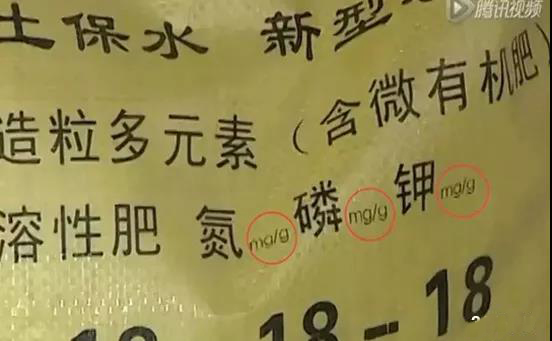 腾讯视频
土保水 新型
造粒多元素（含微有机肥）
溶性肥 氮mg/g磷mg/g钾mg/g
18-18-18